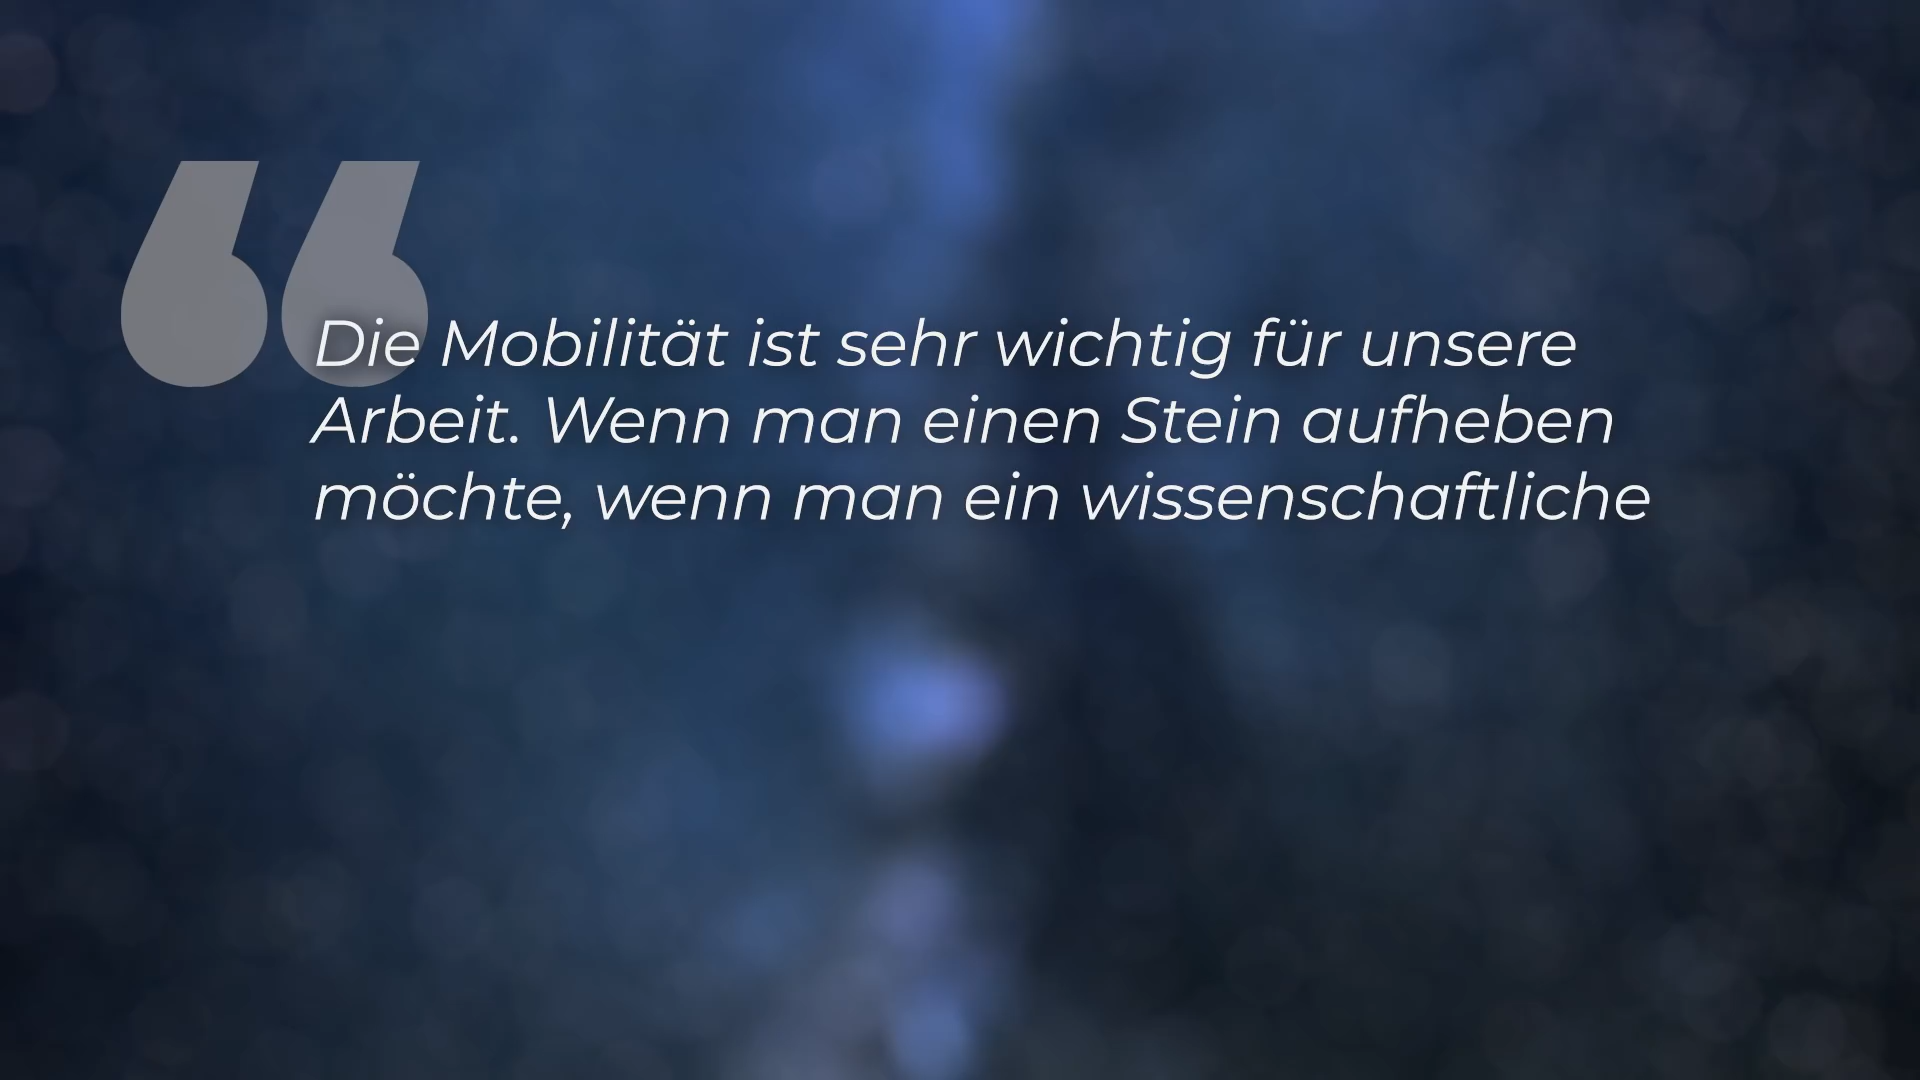 Die Mobilität ist sehr wichtig für unsere
Arbeit. Wenn man einen Stein aufheben
möchte, wenn man ein wissenschaftliche